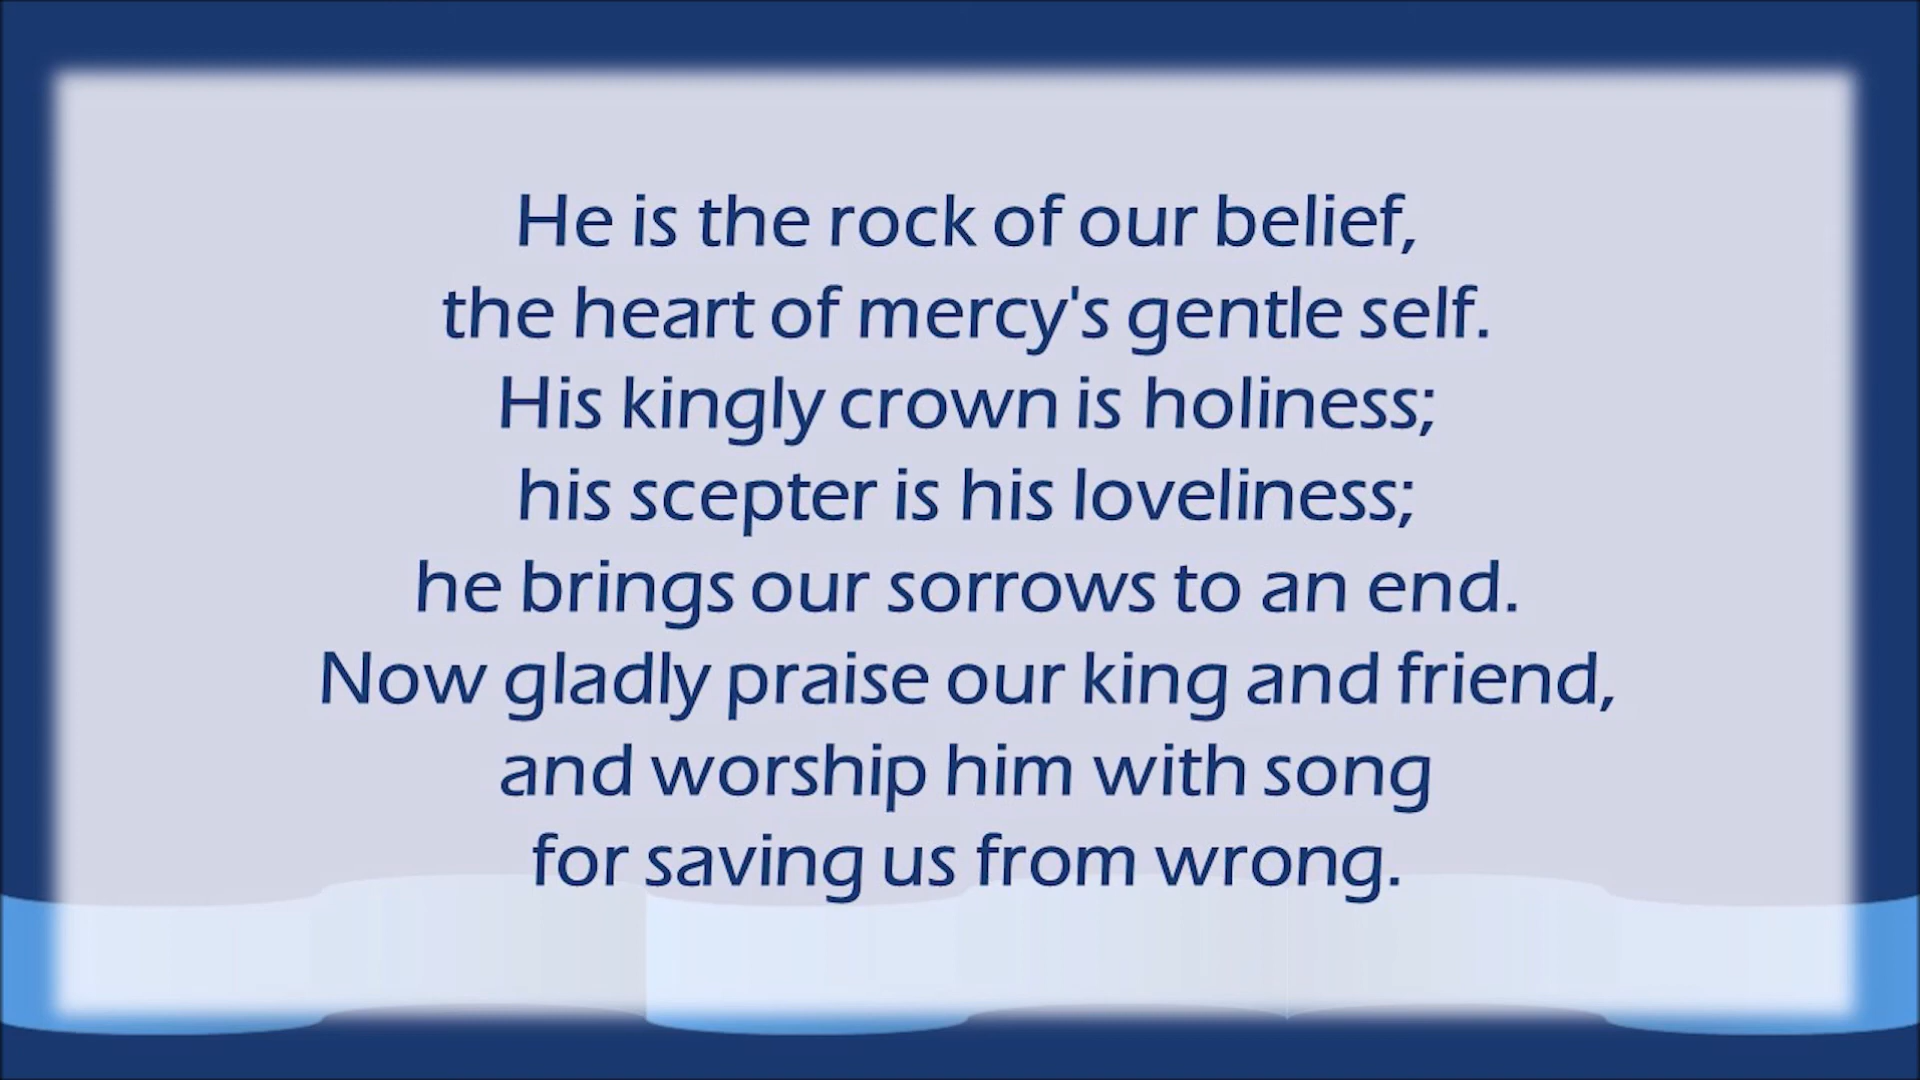 He is the rock of our belief,
the heart of mercy's gentle self.
His kingly crown is holiness;
his scepter is his loveliness;
he brings our sorrows to an end.
Now gladly praise our king and friend,
and worship him with song
for saving us from wrong.